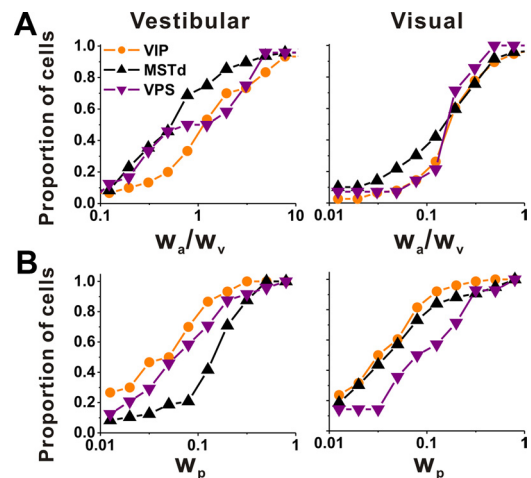 A
Vestibular
Visual
Proportion of cells
1.0
0.8
0.6
0.4
0.2
0.0
VIP
MSTd
VPS
0.1
1
10
wa/wv
0.01
0.1
1
wa/wv
B
Proportion of cells
1.0
0.8
0.6
0.4
0.2
0.0
0.01
0.1
1
wp
0.01
0.1
1
wp